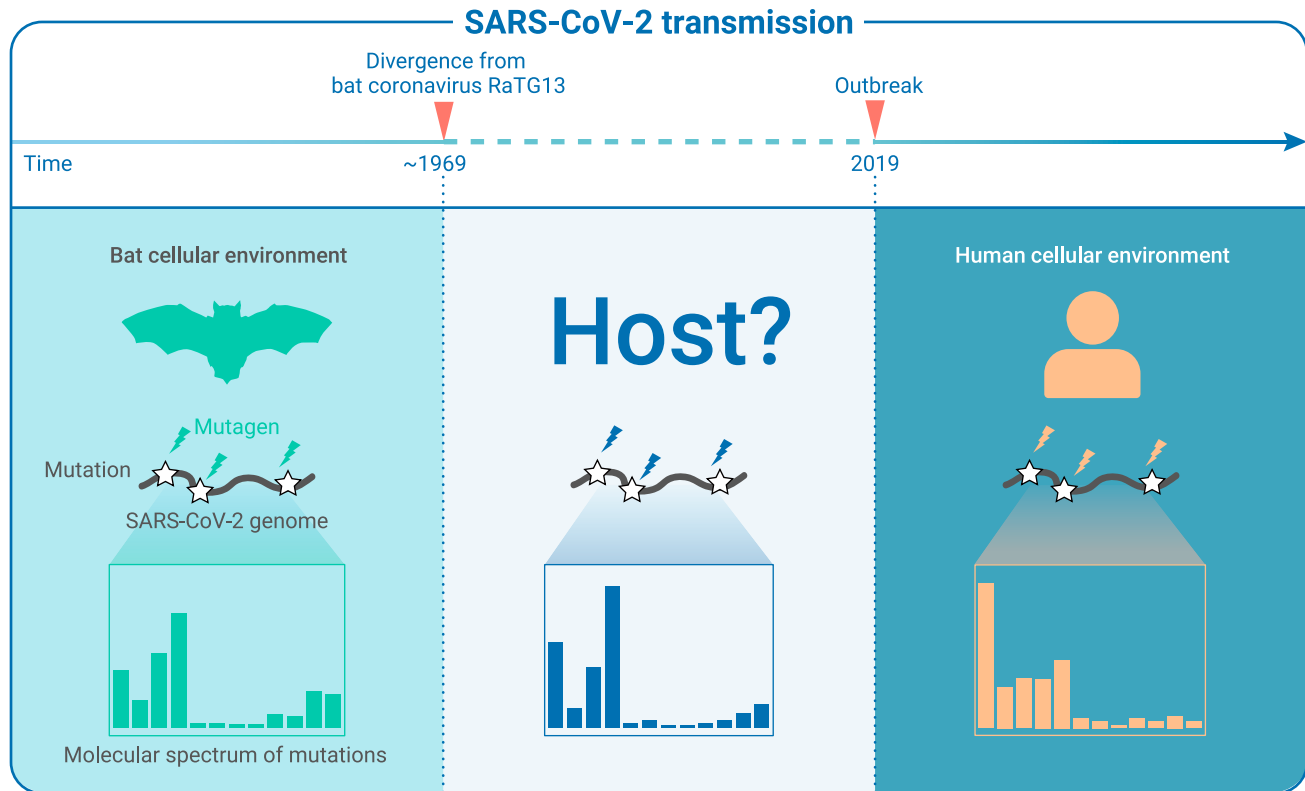 SARS-CoV-2 transmission
Divergence from
bat coronavirus RaTG13
Outbreak
Time
~1969
2019
Bat cellular environment
Host?
Human cellular environment
Mutagen
Mutation
SARS-CoV-2 genome
Molecular spectrum of mutations